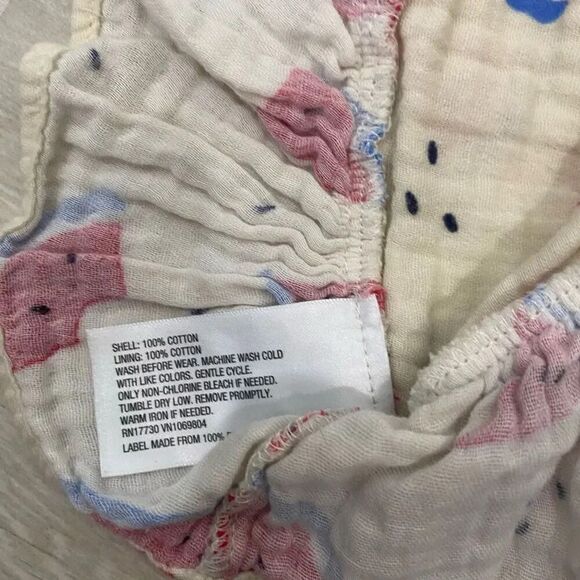 SHELL: 100% COTTON
LINING: 100% COTTON
WASH BEFORE WEAR. MACHINE WASH COLD
WITH LIKE COLORS. GENTLE CYCLE.
ONLY NON-CHLORINE BLEACH IF NEEDED.
TUMBLE DRY LOW. REMOVE PROMPTLY.
WARM IRON IF NEEDED.
RN17730 VN1069804
LABEL MADE FROM 100%